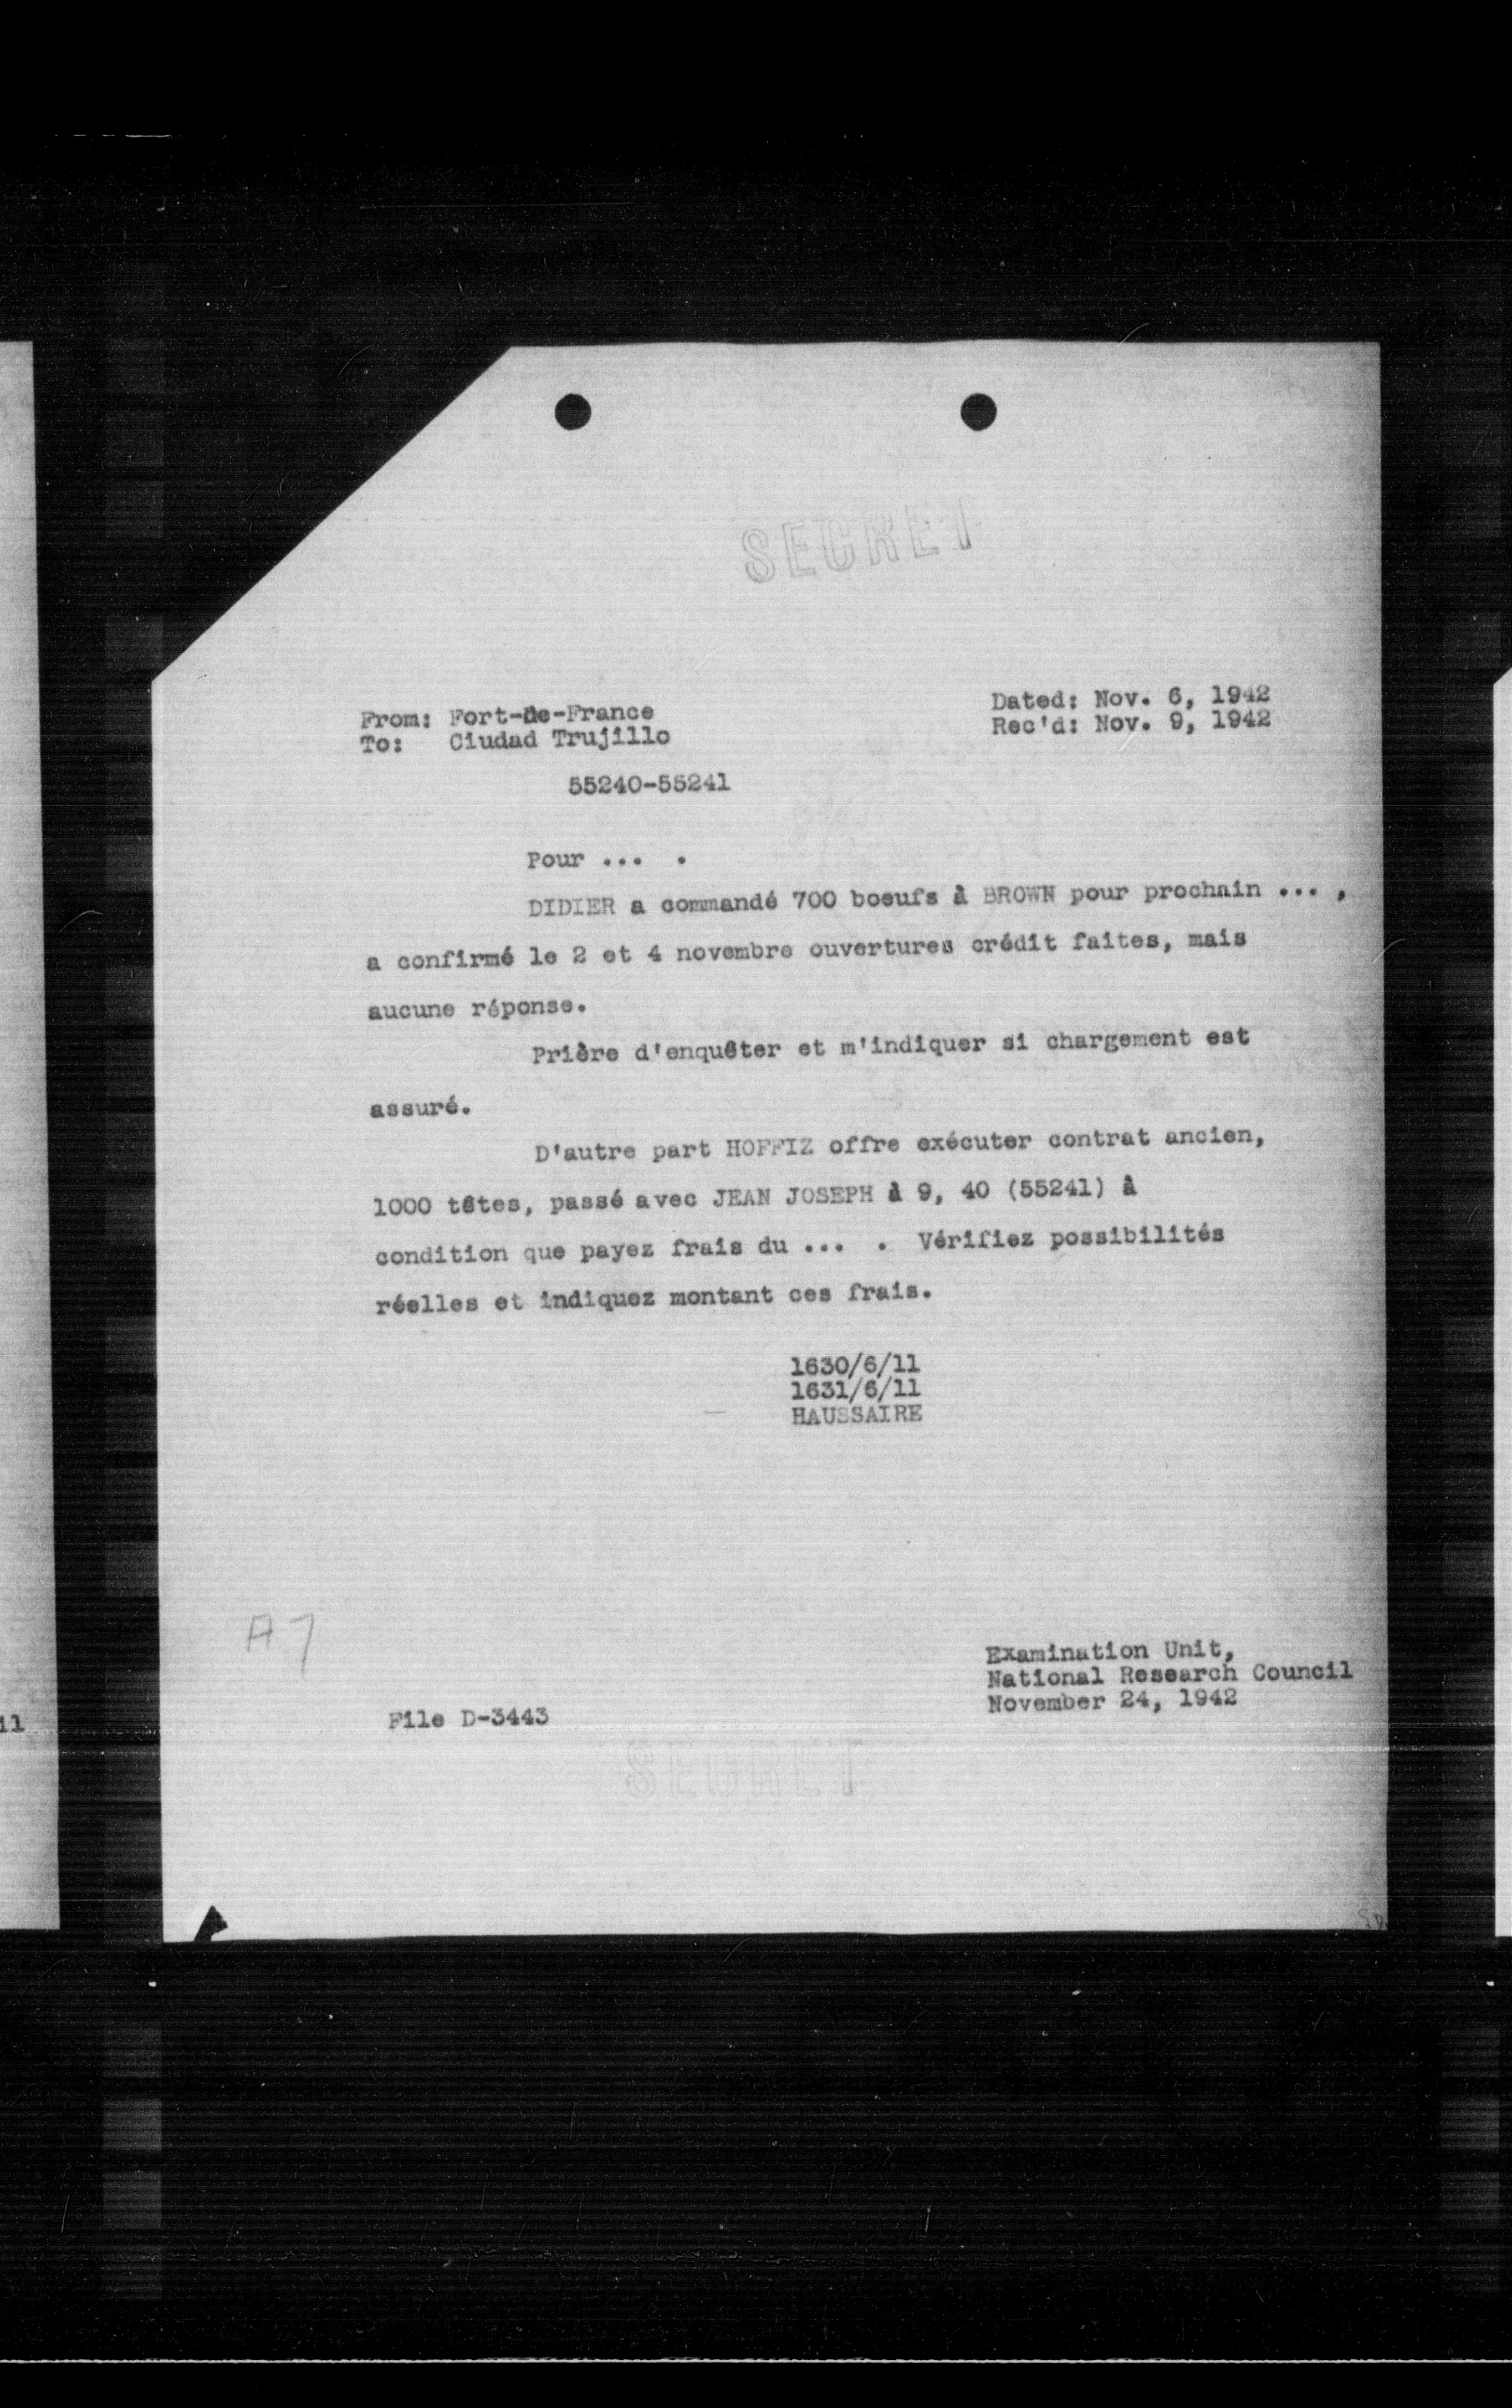 SECRET
From: Fort-de-France
To: Ciudad Trujillo
Dated: Nov. 6, 1942
Rec'd: Nov. 9, 1942
55240-55241
Pour ... .
DIDIER a commandé 700 boeufs à BROWN pour prochain ... ,
a confirmé le 2 et 4 novembre ouvertures crédit faites, mais
aucune réponse.
Prière d'enquêter et m'indiquer si chargement est
assuré.
D'autre part HOFFIZ offre exécuter contrat ancien,
1000 têtes, passé avec JEAN JOSEPH à 9, 40 (55241) à
condition que payez frais du ... . Vérifiez possibilités
réelles et indiquez montant ces frais.
1630/6/11
1631/6/11
HAUSSAIRE
A7
Examination Unit,
National Research Council
November 24, 1942
File D-3443
il
SECRET